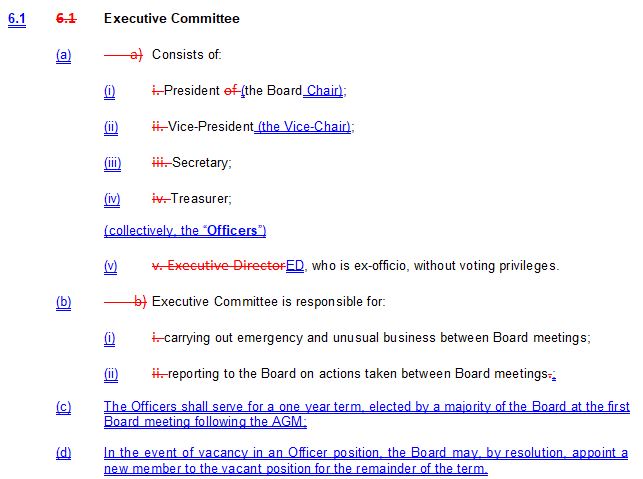 6.1 6.1 Executive Committee
(a) a) Consists of:
(i) i. President of (the Board Chair);
(ii) ii. Vice-President (the Vice-Chair);
(iii) iii. Secretary;
(iv) iv. Treasurer;
(collectively, the “Officers”)
(v) v. Executive DirectorED, who is ex-officio, without voting privileges.
(b) b) Executive Committee is responsible for:
(i) i. carrying out emergency and unusual business between Board meetings;
(ii) ii. reporting to the Board on actions taken between Board meetings.;
(c) The Officers shall serve for a one year term, elected by a majority of the Board at the first
Board meeting following the AGM;
(d) In the event of vacancy in an Officer position, the Board may, by resolution, appoint a
new member to the vacant position for the remainder of the term.